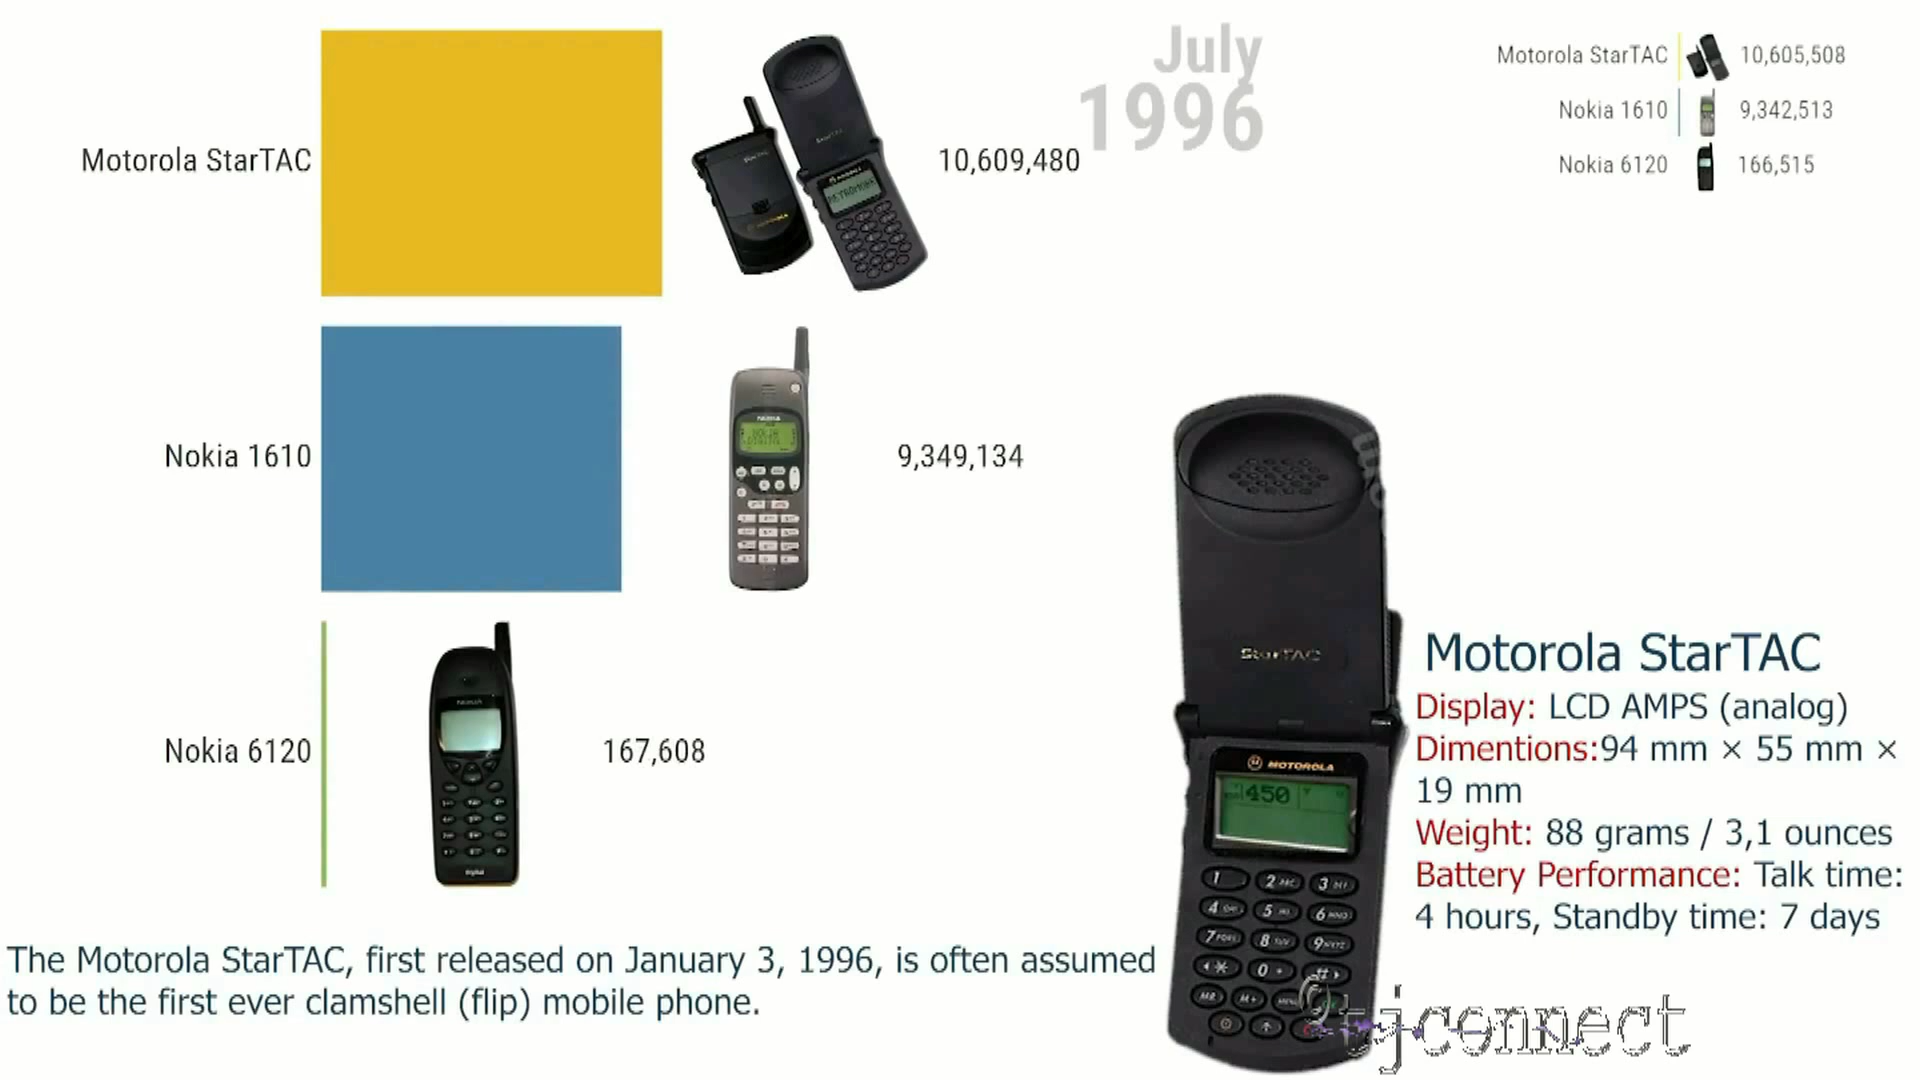 July
1996
Motorola StarTAC 10,609,480
Nokia 1610 9,349,134
Nokia 6120 167,608
Motorola StarTAC 10,605,508
Nokia 1610 9,342,513
Nokia 6120 166,515
StarTAC
MOTOROLA
450
Motorola StarTAC
Display: LCD AMPS (analog)
Dimentions:94 mm × 55 mm ×
19 mm
Weight: 88 grams / 3,1 ounces
Battery Performance: Talk time:
4 hours, Standby time: 7 days
The Motorola StarTAC, first released on January 3, 1996, is often assumed
to be the first ever clamshell (flip) mobile phone.
tjconnect